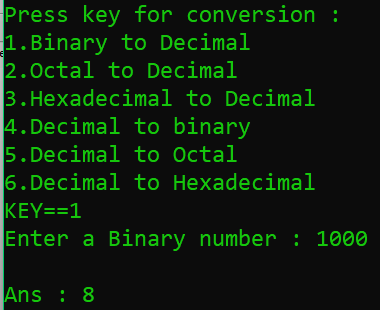 Press key for conversion :
1.Binary to Decimal
2.Octal to Decimal
3.Hexadecimal to Decimal
4.Decimal to binary
5.Decimal to Octal
6.Decimal to Hexadecimal
KEY==1
Enter a Binary number : 1000
Ans : 8